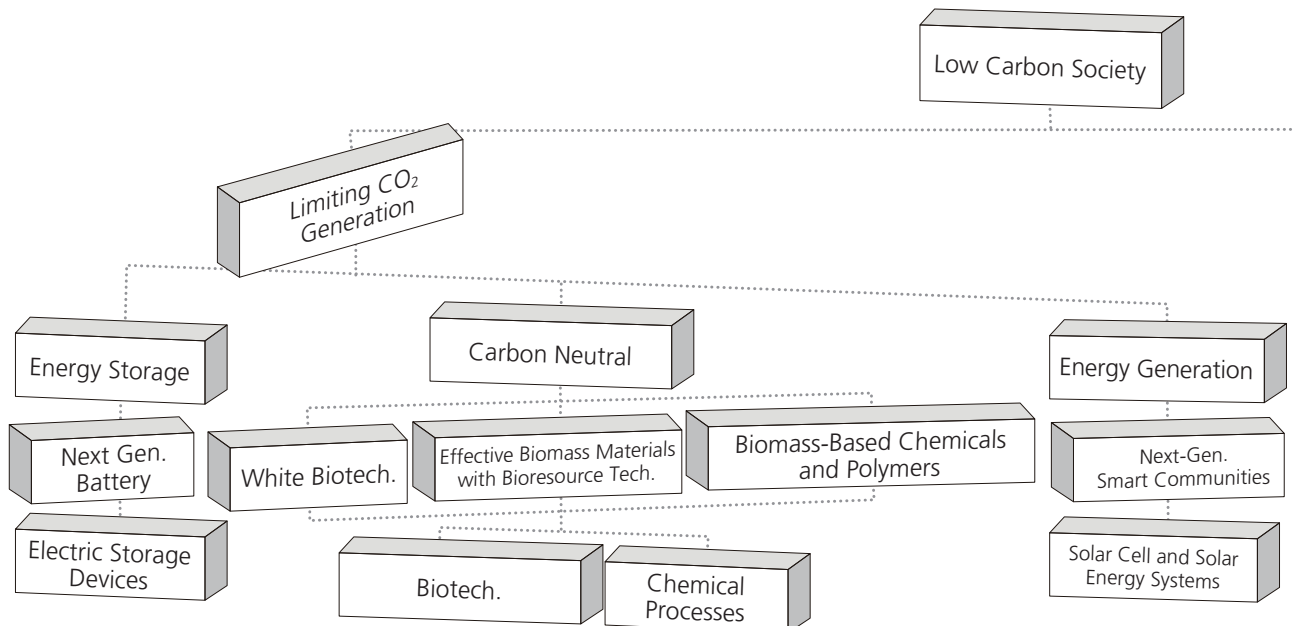 Low Carbon Society
Limiting CO₂
Generation
Energy Storage
Carbon Neutral
Energy Generation
Next Gen.
Battery
White Biotech.
Effective Biomass Materials
with Bioresource Tech.
Biomass-Based Chemicals
and Polymers
Next-Gen.
Smart Communities
Electric Storage
Devices
Biotech.
Chemical
Processes
Solar Cell and Solar
Energy Systems